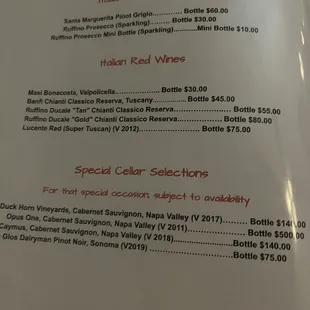 Santa Marguerita Pinot Grigio.......... Bottle $60.00
Ruffino Prosecco (Sparkling)......... Bottle $30.00
Ruffino Prosecco Mini Bottle (Sparkling)............Mini Bottle $10.00
Italian Red Wines
Masi Bonacosta, Valpolicella..................... Bottle $30.00
Banfi Chianti Classico Reserva, Tuscany.............. Bottle $45.00
Ruffino Ducale "Tan" Chianti Classico Reserva.................. Bottle $55.00
Ruffino Ducale "Gold" Chianti Classico Reserva................. Bottle $80.00
Lucente Red (Super Tuscan) (V 2012)........................ Bottle $75.00
Special Cellar Selections
For that special occasion, subject to availability
Duck Horn Vineyards, Cabernet Sauvignon, Napa Valley (V 2017)......... Bottle $140.00
Opus One, Cabernet Sauvignon, Napa Valley (V 2011)..................... Bottle $500.00
Caymus, Cabernet Sauvignon, Napa Valley (V 2018)......................Bottle $140.00
Glos Dairyman Pinot Noir, Sonoma (V2019) ............................Bottle $75.00